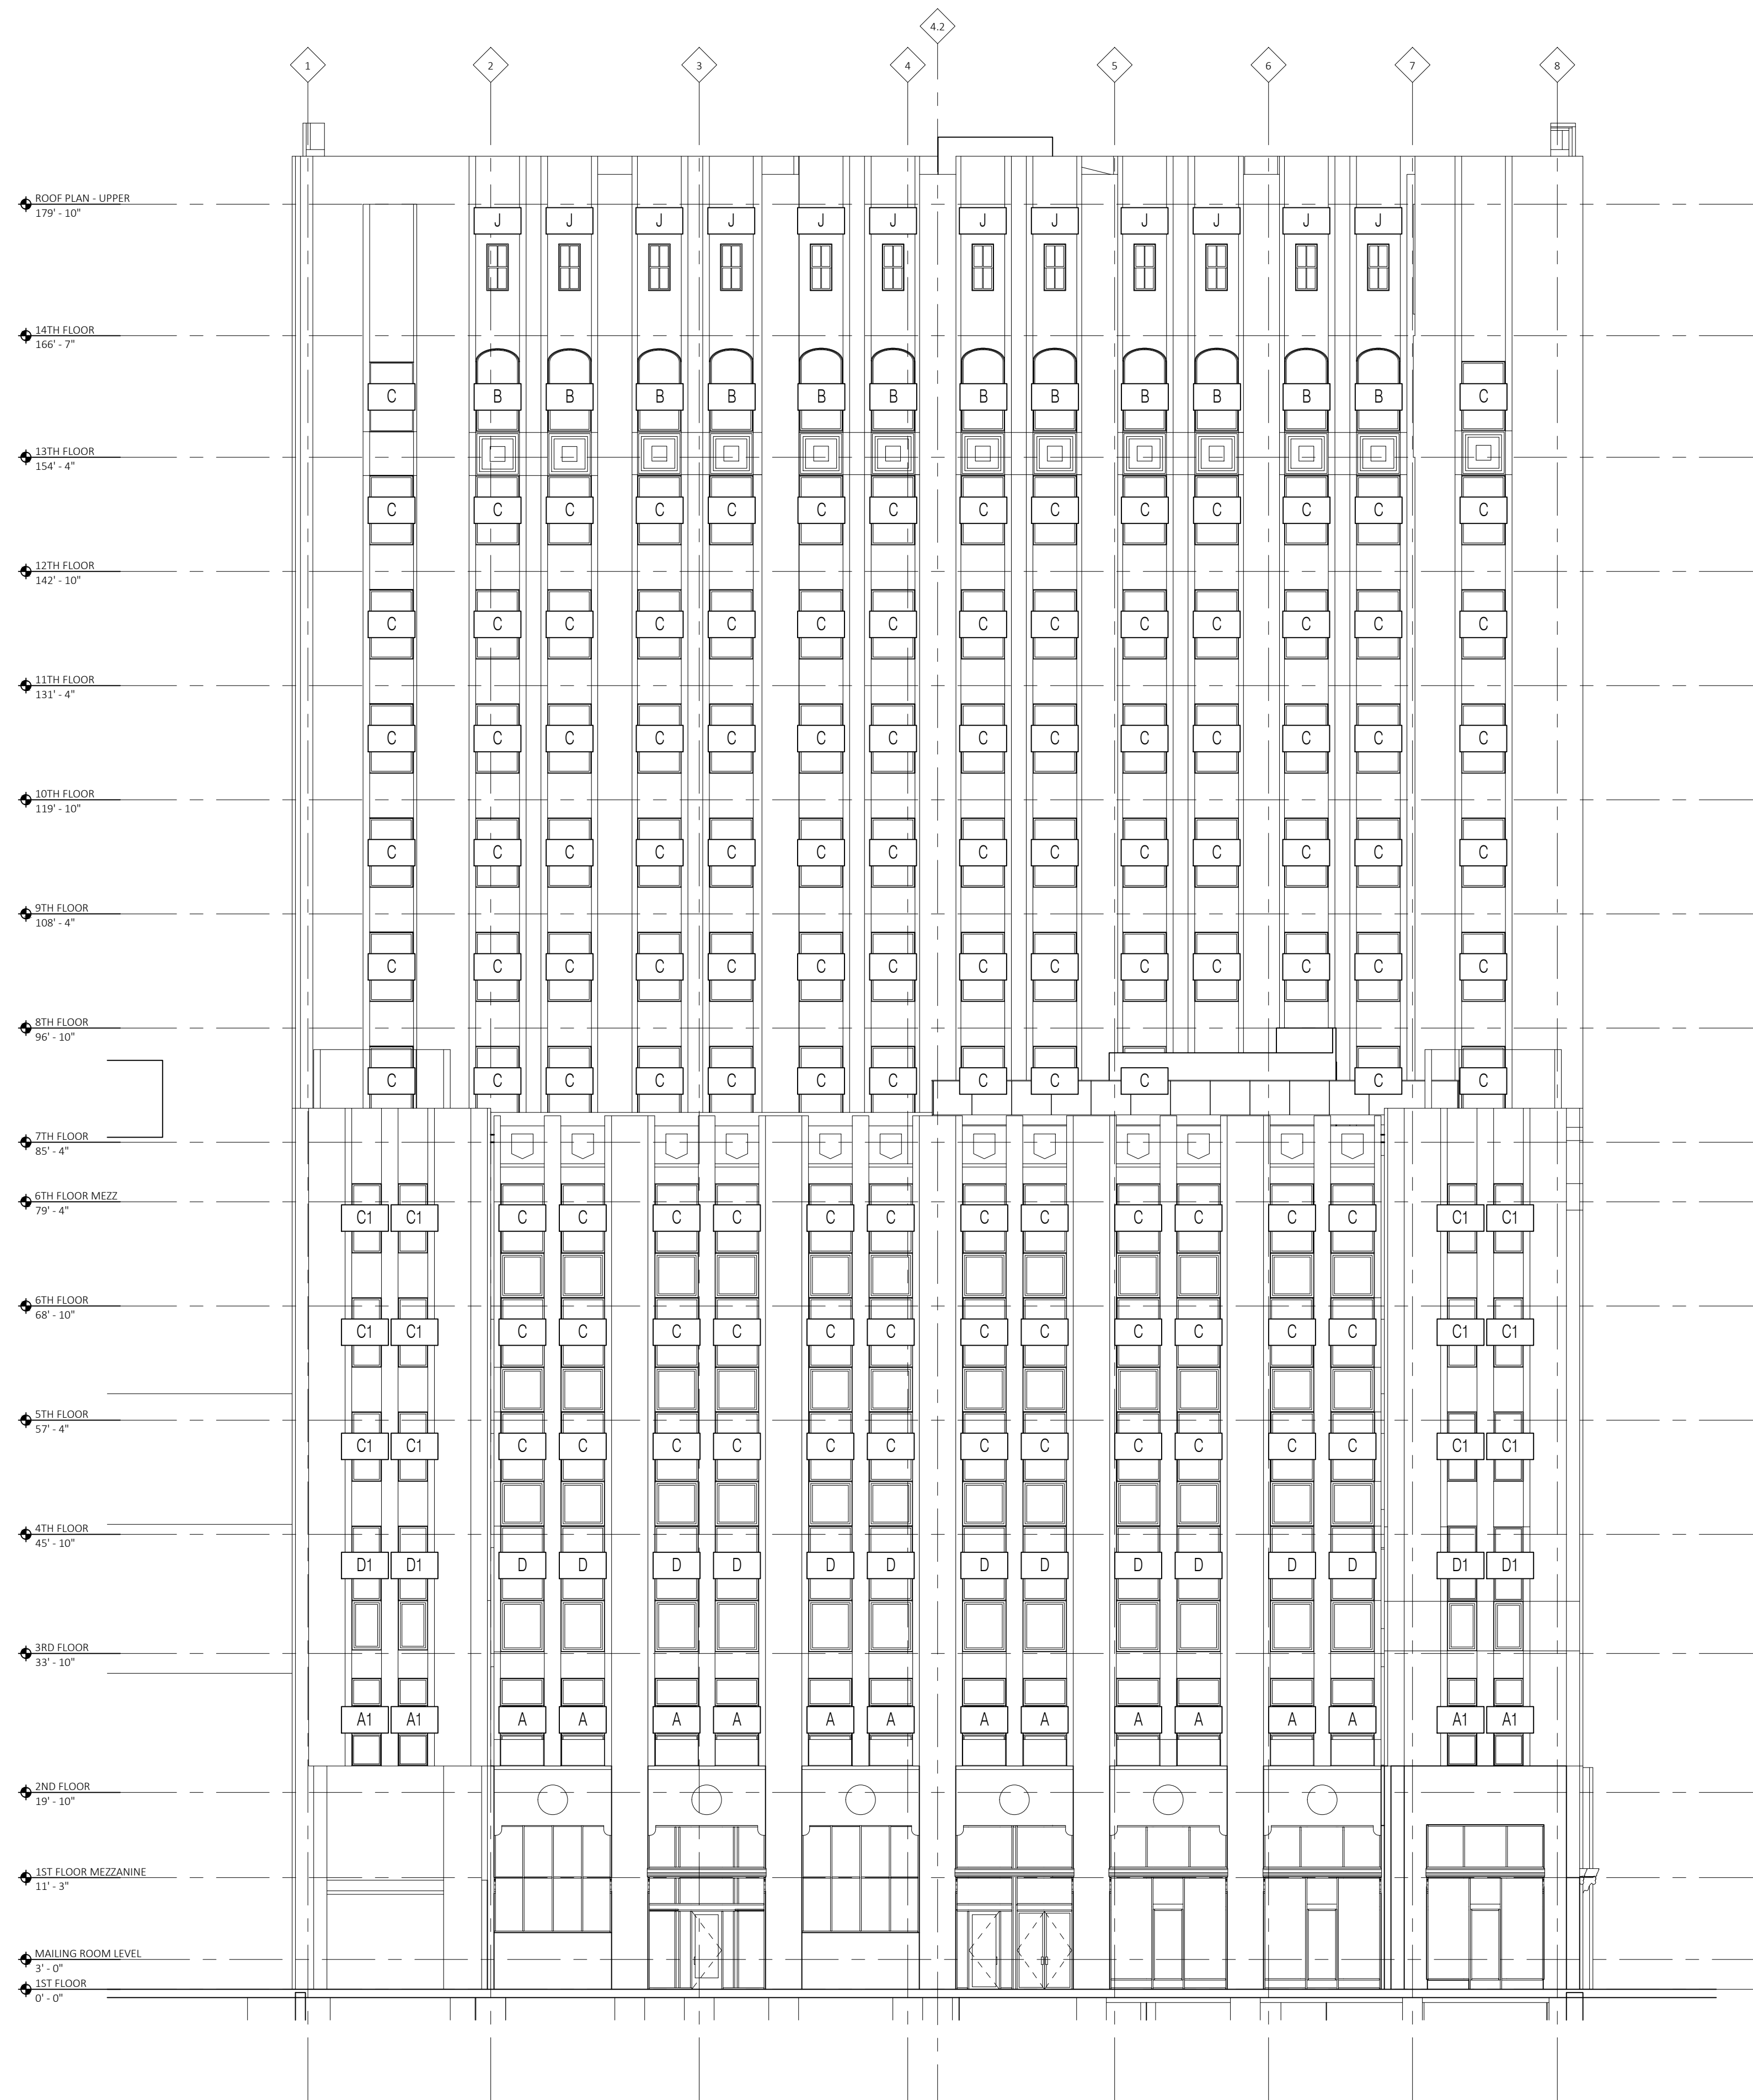 4.2
1 2 3 4 5 6 7 8
ROOF PLAN - UPPER
179' - 10"
J J J J J J J J J J J J
14TH FLOOR
166' - 7"
C B B B B B B B B B B B B C
13TH FLOOR
154' - 4"
C C C C C C C C C C C C C C
12TH FLOOR
142' - 10"
C C C C C C C C C C C C C C
11TH FLOOR
131' - 4"
C C C C C C C C C C C C C C
10TH FLOOR
119' - 10"
C C C C C C C C C C C C C C
9TH FLOOR
108' - 4"
C C C C C C C C C C C C C C
8TH FLOOR
96' - 10"
C C C C C C C C C C C C
7TH FLOOR
85' - 4"
6TH FLOOR MEZZ
79' - 4"
C1 C1 C C C C C C C C C C C C C1 C1
6TH FLOOR
68' - 10"
C1 C1 C C C C C C C C C C C C C1 C1
5TH FLOOR
57' - 4"
C1 C1 C C C C C C C C C C C C C1 C1
4TH FLOOR
45' - 10"
D1 D1 D D D D D D D D D D D D D1 D1
3RD FLOOR
33' - 10"
A1 A1 A A A A A A A A A A A A A1 A1
2ND FLOOR
19' - 10"
1ST FLOOR MEZZANINE
11' - 3"
MAILING ROOM LEVEL
3' - 0"
1ST FLOOR
0' - 0"